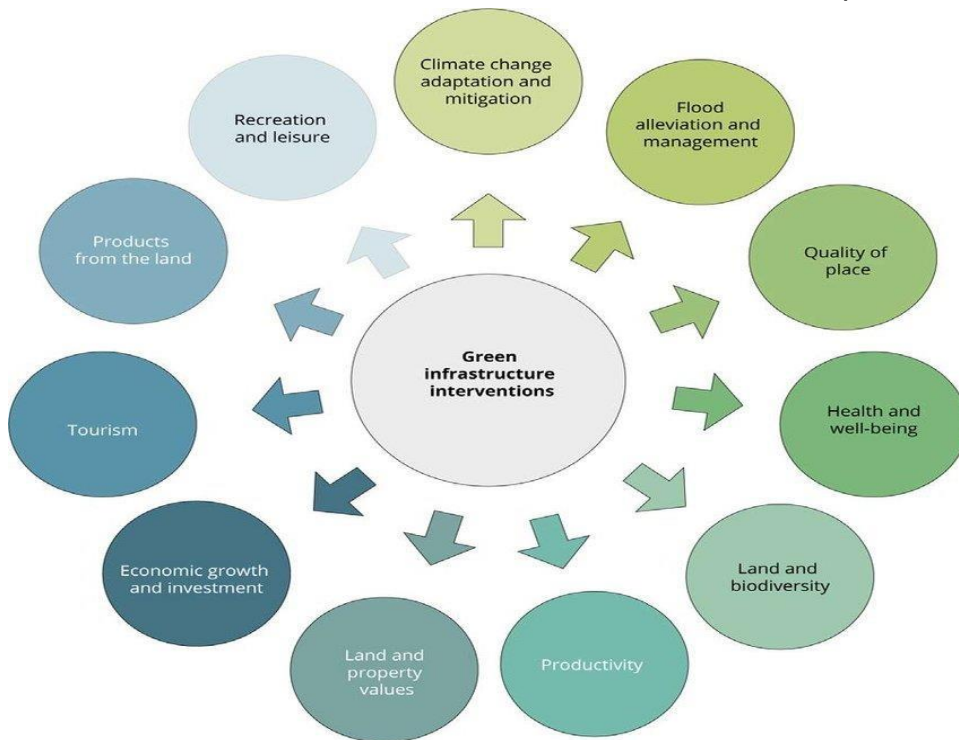 Climate change
adaptation and
mitigation
Flood
alleviation and
management
Quality of
place
Health and
well-being
Land and
biodiversity
Productivity
Land and
property
values
Economic growth
and investment
Tourism
Products
from the land
Recreation
and leisure
Green
infrastructure
interventions